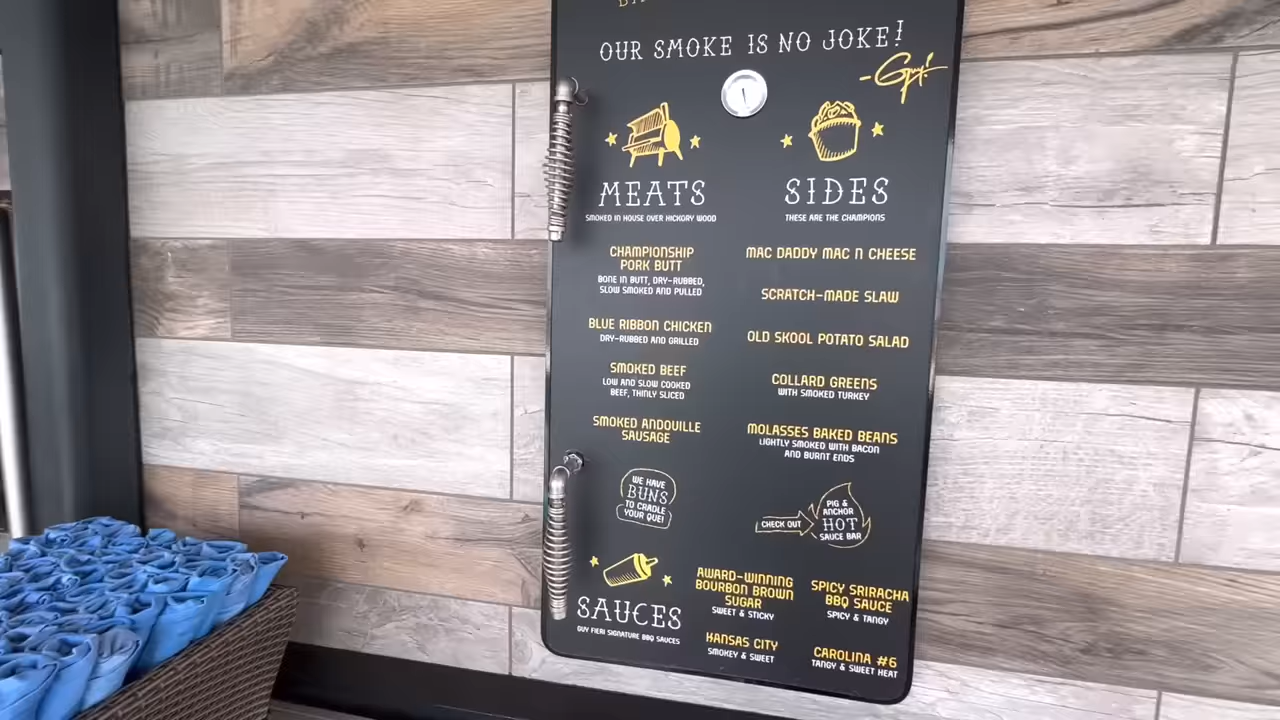 OUR SMOKE IS NO JOKE!
-Guy!
MEATS
SMOKED IN HOUSE OVER HICKORY WOOD
CHAMPIONSHIP
PORK BUTT
BONE IN BUTT, DRY-RUBBED,
SLOW SMOKED AND PULLED
BLUE RIBBON CHICKEN
DRY-RUBBED AND GRILLED
SMOKED BEEF
LOW AND SLOW COOKED
BEEF, THINLY SLICED
SMOKED ANDOUILLE
SAUSAGE
WE HAVE
BUNS
TO CRADLE
YOUR QUE!
SIDES
THESE ARE THE CHAMPIONS
MAC DADDY MAC N CHEESE
SCRATCH-MADE SLAW
OLD SKOOL POTATO SALAD
COLLARD GREENS
WITH SMOKED TURKEY
MOLASSES BAKED BEANS
LIGHTLY SMOKED WITH BACON
AND BURNT ENDS
CHECK OUT
PIG &
ANCHOR
HOT
SAUCE BAR
SAUCES
GUY FIERI SIGNATURE BBQ SAUCES
AWARD-WINNING
BOURBON BROWN
SUGAR
SWEET & STICKY
KANSAS CITY
SMOKEY & SWEET
SPICY SRIRACHA
BBQ SAUCE
SPICY & TANGY
CAROLINA #6
TANGY & SWEET HEAT